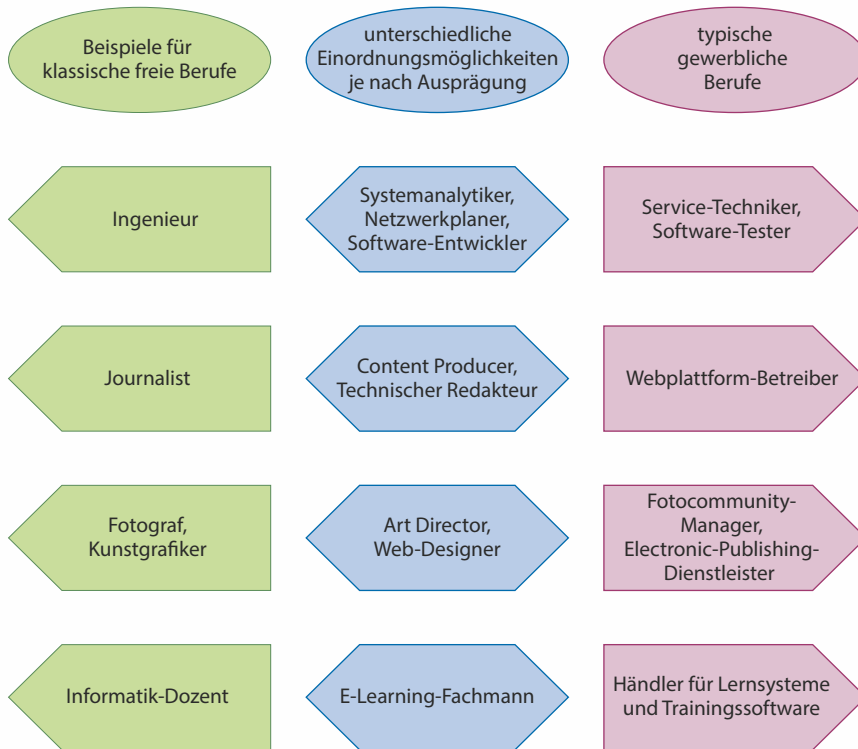 Beispiele für
klassische freie Berufe
unterschiedliche
Einordnungsmöglichkeiten
je nach Ausprägung
typische
gewerbliche
Berufe
Ingenieur
Systemanalytiker,
Netzwerkplaner,
Software-Entwickler
Service-Techniker,
Software-Tester
Journalist
Content Producer,
Technischer Redakteur
Webplattform-Betreiber
Fotograf,
Kunstgrafiker
Art Director,
Web-Designer
Fotocommunity-
Manager,
Electronic-Publishing-
Dienstleister
Informatik-Dozent
E-Learning-Fachmann
Händler für Lernsysteme
und Trainingssoftware